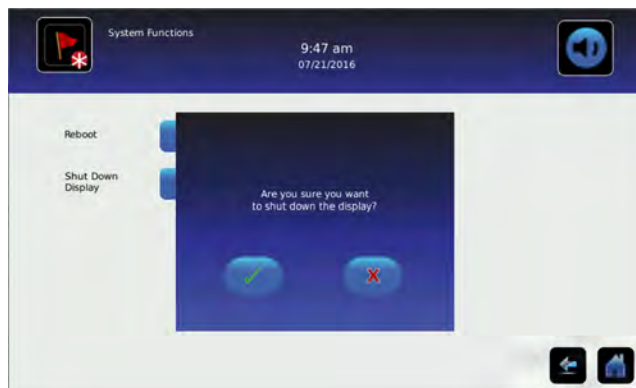 System Functions
9:47 am
07/21/2016
Reboot
Shut Down
Display
Are you sure you want
to shut down the display?